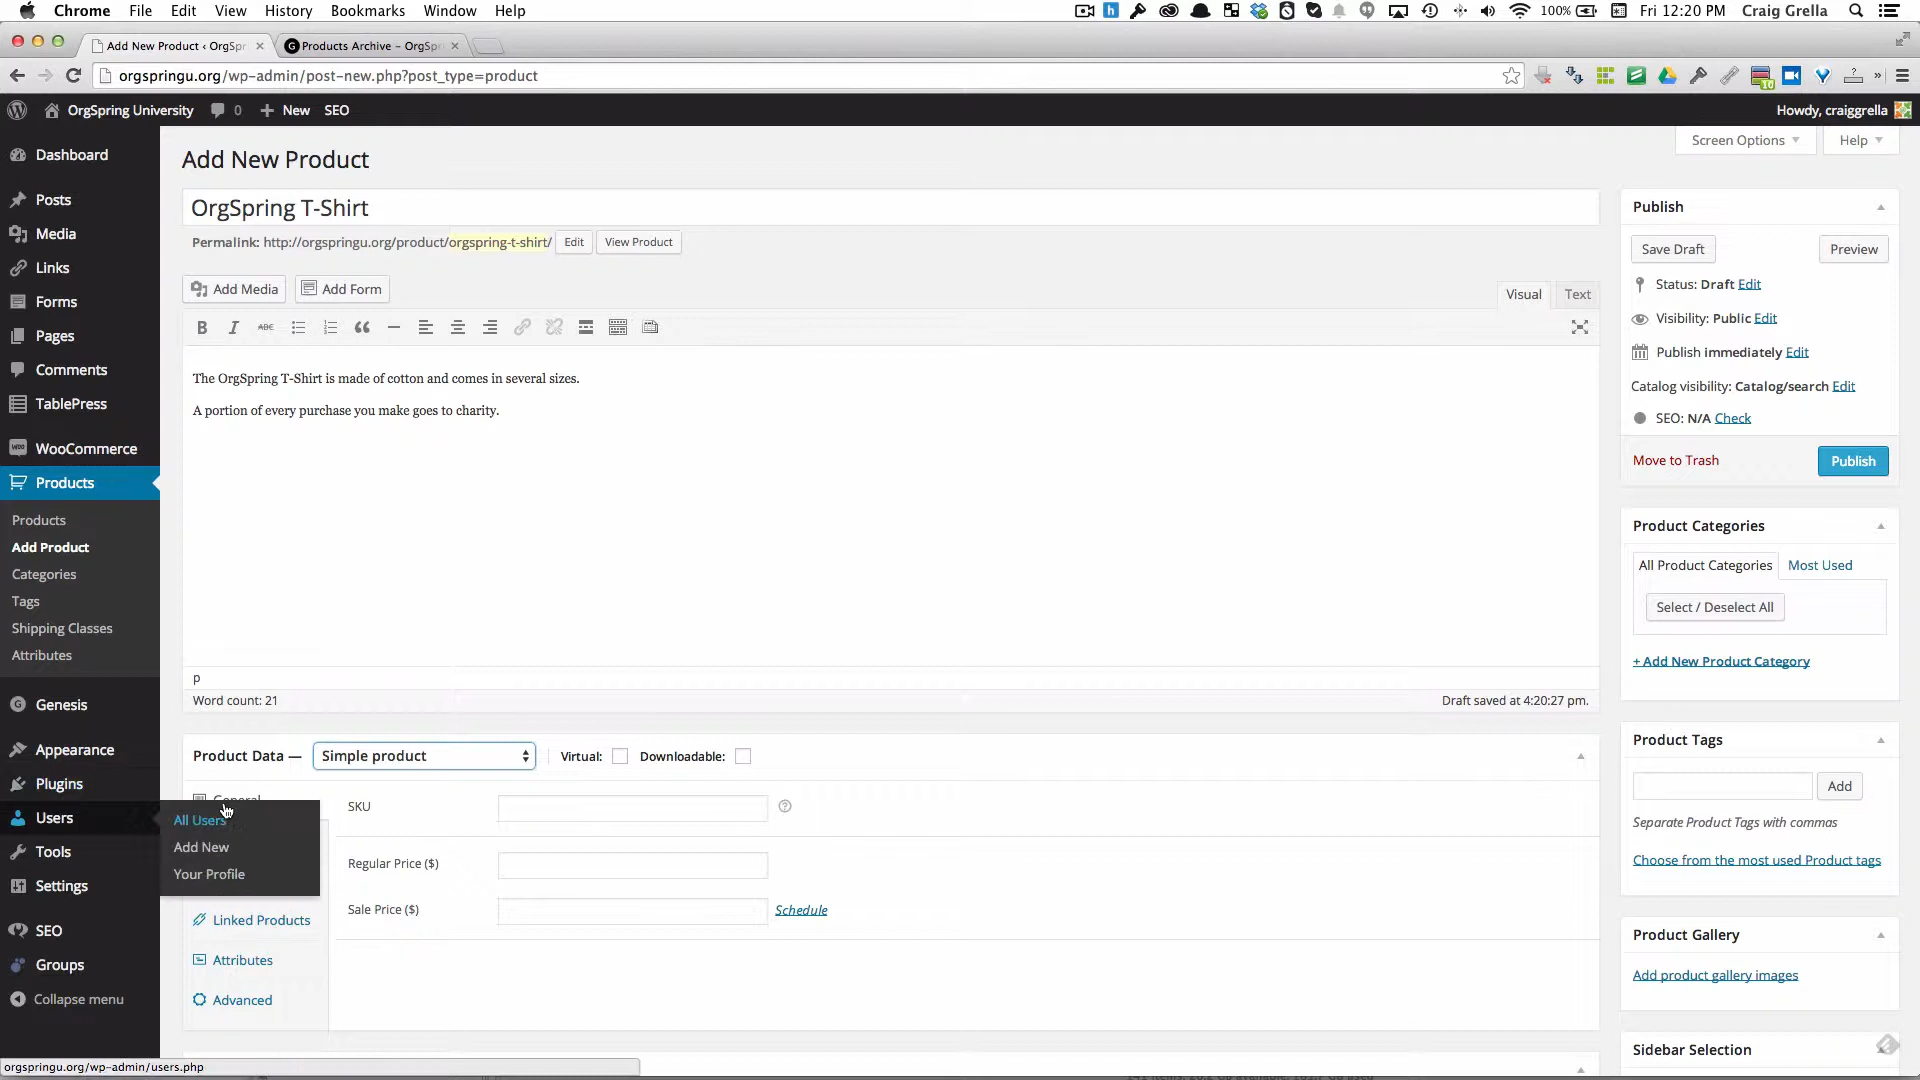 Chrome File Edit View History Bookmarks Window Help 100% Fri 12:20 PM Craig Grella
Add New Product ‹ OrgSpri
Products Archive – OrgSp
orgspringu.org/wp-admin/post-new.php?post_type=product
OrgSpring University 0 New SEO Howdy, craiggrella
Screen Options Help
Dashboard
Posts
Media
Links
Forms
Pages
Comments
TablePress
WooCommerce
Products
Products
Add Product
Categories
Tags
Shipping Classes
Attributes
Genesis
Appearance
Plugins
Users
All Users
Add New
Your Profile
Tools
Settings
SEO
Groups
Collapse menu
Add New Product
OrgSpring T-Shirt
Permalink: http://orgspringu.org/product/orgspring-t-shirt/ Edit View Product
Add Media Add Form
Visual Text
B I ABC
The OrgSpring T-Shirt is made of cotton and comes in several sizes.
A portion of every purchase you make goes to charity.
p
Word count: 21 Draft saved at 4:20:27 pm.
Product Data — Simple product Virtual: Downloadable:
General
Linked Products
Attributes
Advanced
SKU
Regular Price ($)
Sale Price ($) Schedule
Publish
Save Draft Preview
Status: Draft Edit
Visibility: Public Edit
Publish immediately Edit
Catalog visibility: Catalog/search Edit
SEO: N/A Check
Move to Trash Publish
Product Categories
All Product Categories Most Used
Select / Deselect All
+ Add New Product Category
Product Tags
Add
Separate Product Tags with commas
Choose from the most used Product tags
Product Gallery
Add product gallery images
Sidebar Selection
orgspringu.org/wp-admin/users.php